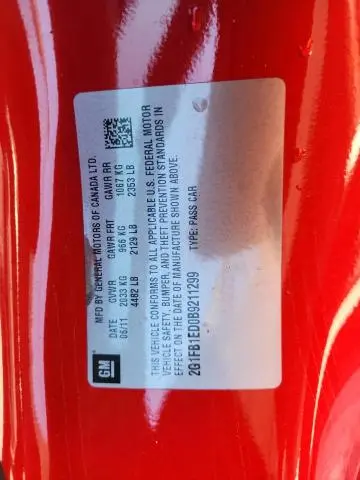 MFD BY GENERAL MOTORS OF CANADA LTD.
DATE GVWR GAWR FRT GAWR RR
06/11 2033 KG 966 KG 1067 KG
4482 LB 2129 LB 2353 LB
THIS VEHICLE CONFORMS TO ALL APPLICABLE U.S. FEDERAL MOTOR
VEHICLE SAFETY, BUMPER, AND THEFT PREVENTION STANDARDS IN
EFFECT ON THE DATE OF MANUFACTURE SHOWN ABOVE.
2G1FB1ED0B9211299 TYPE: PASS CAR
GM